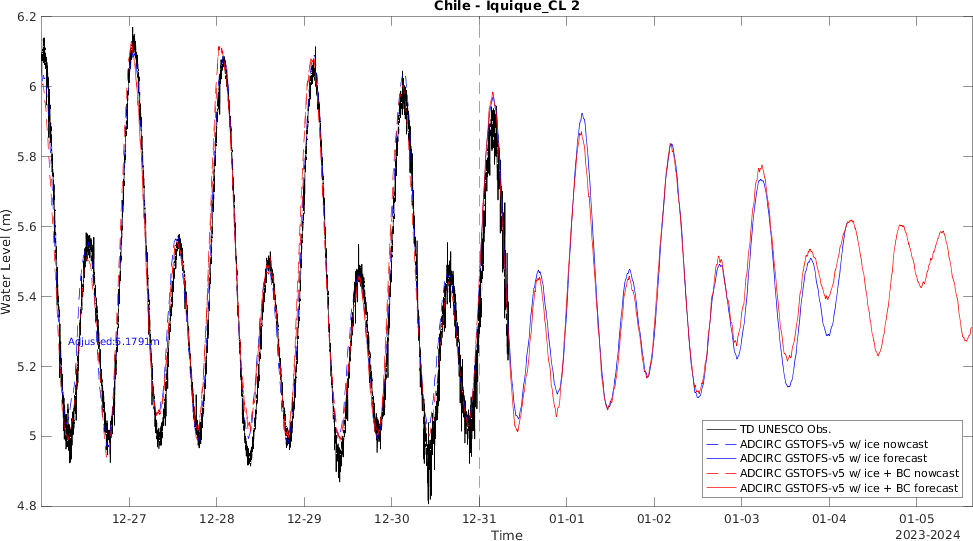 Chile - Iquique_CL 2
6.2
6
5.8
5.6
5.4
5.2
5
4.8
Water Level (m)
Adjusted:5.1791m
TD UNESCO Obs.
ADCIRC GSTOFS-v5 w/ ice nowcast
ADCIRC GSTOFS-v5 w/ ice forecast
ADCIRC GSTOFS-v5 w/ ice + BC nowcast
ADCIRC GSTOFS-v5 w/ ice + BC forecast
12-27 12-28 12-29 12-30 12-31 01-01 01-02 01-03 01-04 01-05
Time
2023-2024